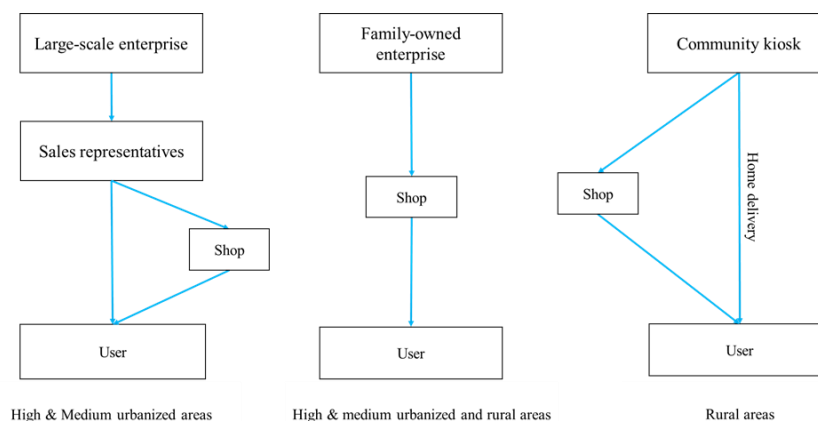 Large-scale enterprise
Family-owned
enterprise
Community kiosk
Sales representatives
Shop
Shop
Home delivery
Shop
User
User
User
High & Medium urbanized areas
High & medium urbanized and rural areas
Rural areas